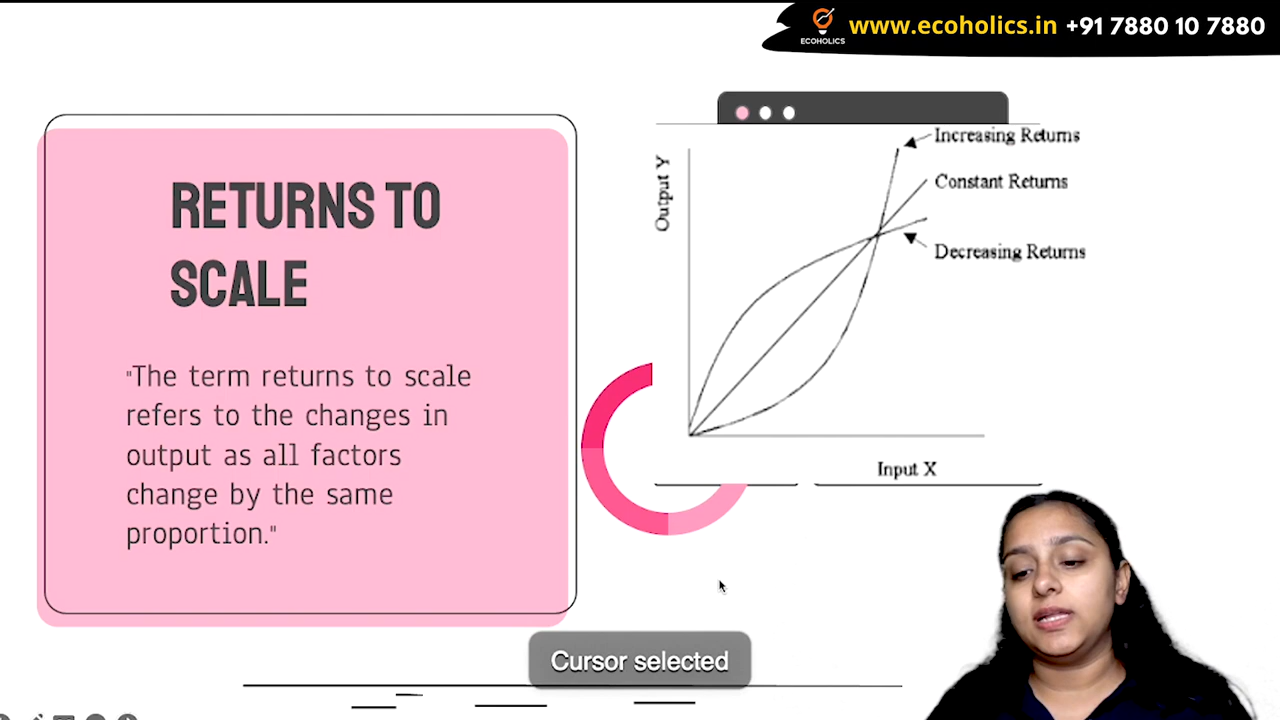 www.ecoholics.in +91 7880 10 7880
ECOHOLICS
RETURNS TO
SCALE
"The term returns to scale
refers to the changes in
output as all factors
change by the same
proportion."
Output Y
Increasing Returns
Constant Returns
Decreasing Returns
Input X
Cursor selected